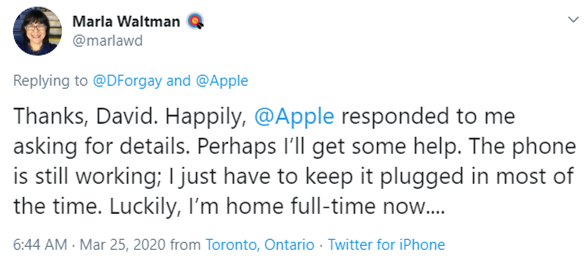 Marla Waltman
@marlawd
Replying to @DForgay and @Apple
Thanks, David. Happily, @Apple responded to me
asking for details. Perhaps I'll get some help. The phone
is still working; I just have to keep it plugged in most of
the time. Luckily, I'm home full-time now....
6:44 AM · Mar 25, 2020 from Toronto, Ontario · Twitter for iPhone